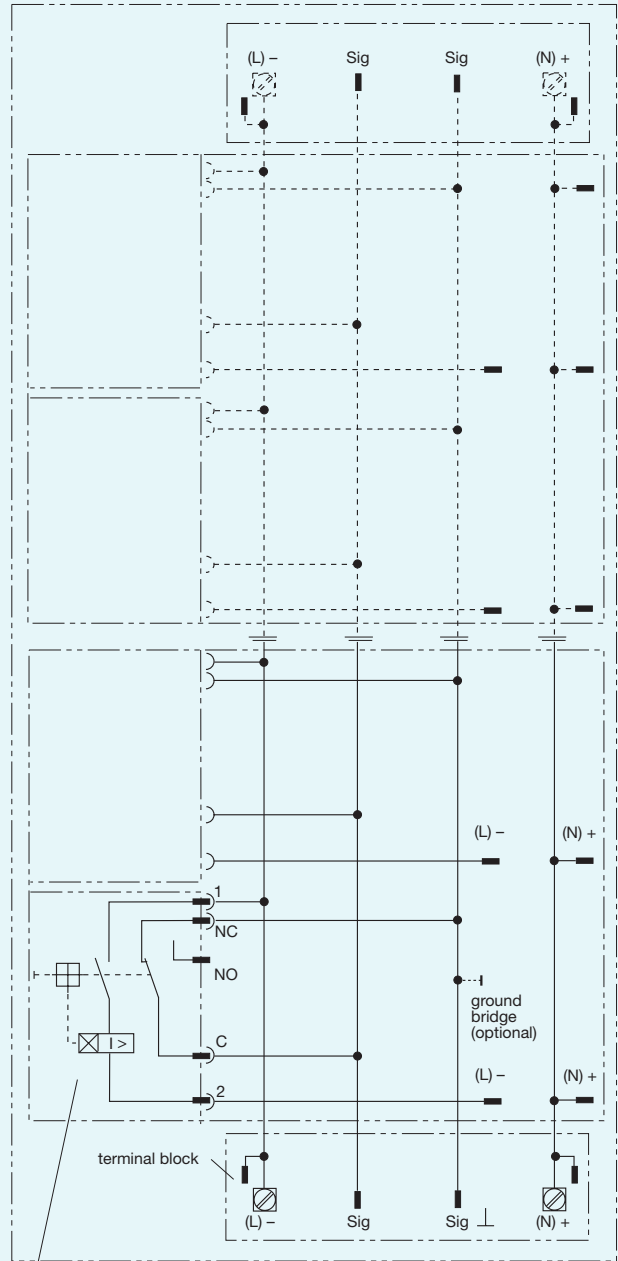 (L) – Sig Sig (N) +
(L) – (N) +
1
NC
NO
ground
bridge
(optional)
I >
C
(L) – (N) +
2
terminal block
(L) – Sig Sig ⊥ (N) +